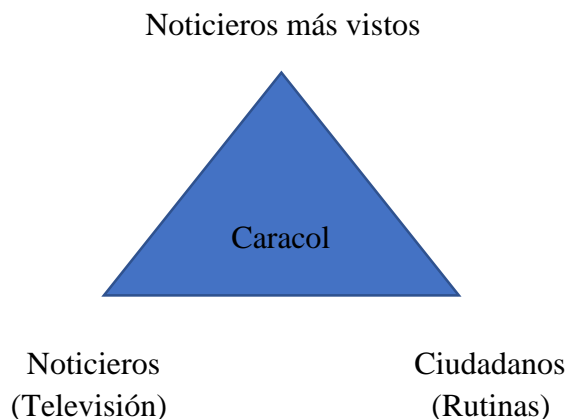 Noticieros más vistos
Caracol
Noticieros
(Televisión)
Ciudadanos
(Rutinas)